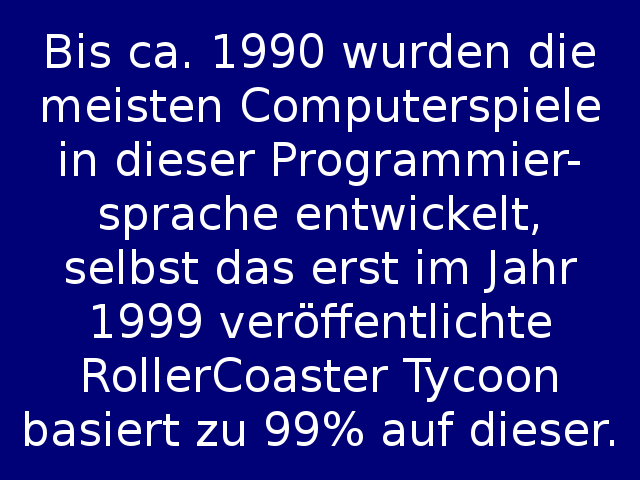 Bis ca. 1990 wurden die
meisten Computerspiele
in dieser Programmier-
sprache entwickelt,
selbst das erst im Jahr
1999 veröffentlichte
RollerCoaster Tycoon
basiert zu 99% auf dieser.